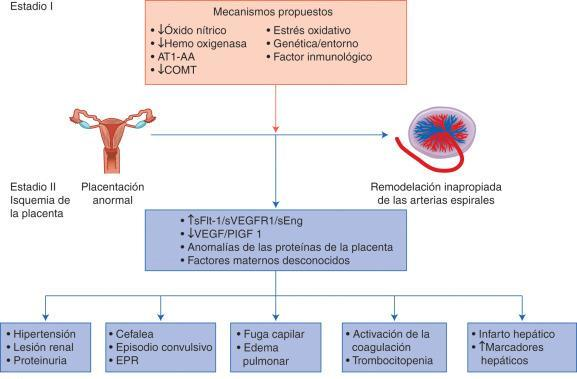 Estadio I
Mecanismos propuestos
• ↓Óxido nítrico
• ↓Hemo oxigenasa
• AT1-AA
• ↓COMT
• Estrés oxidativo
• Genética/entorno
• Factor inmunológico
Estadio II
Isquemia de
la placenta
Placentación
anormal
Remodelación inapropiada
de las arterias espirales
• ↑sFlt-1/sVEGFR1/sEng
• ↓VEGF/PIGF 1
• Anomalías de las proteínas de la placenta
• Factores maternos desconocidos
• Hipertensión
• Lesión renal
• Proteinuria
• Cefalea
• Episodio convulsivo
• EPR
• Fuga capilar
• Edema
pulmonar
• Activación de la
coagulación
• Trombocitopenia
• Infarto hepático
• ↑Marcadores
hepáticos